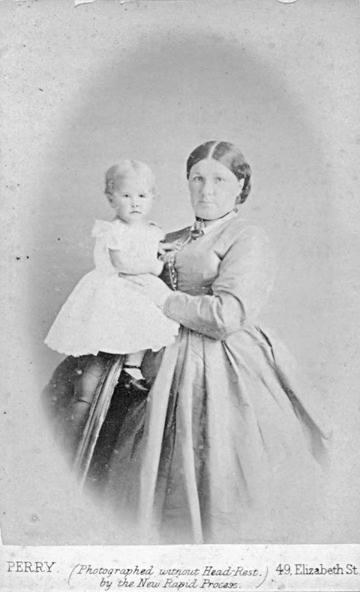 PERRY. (Photographed without Head-Rest.) 49, Elizabeth St.
by the New Rapid Process.